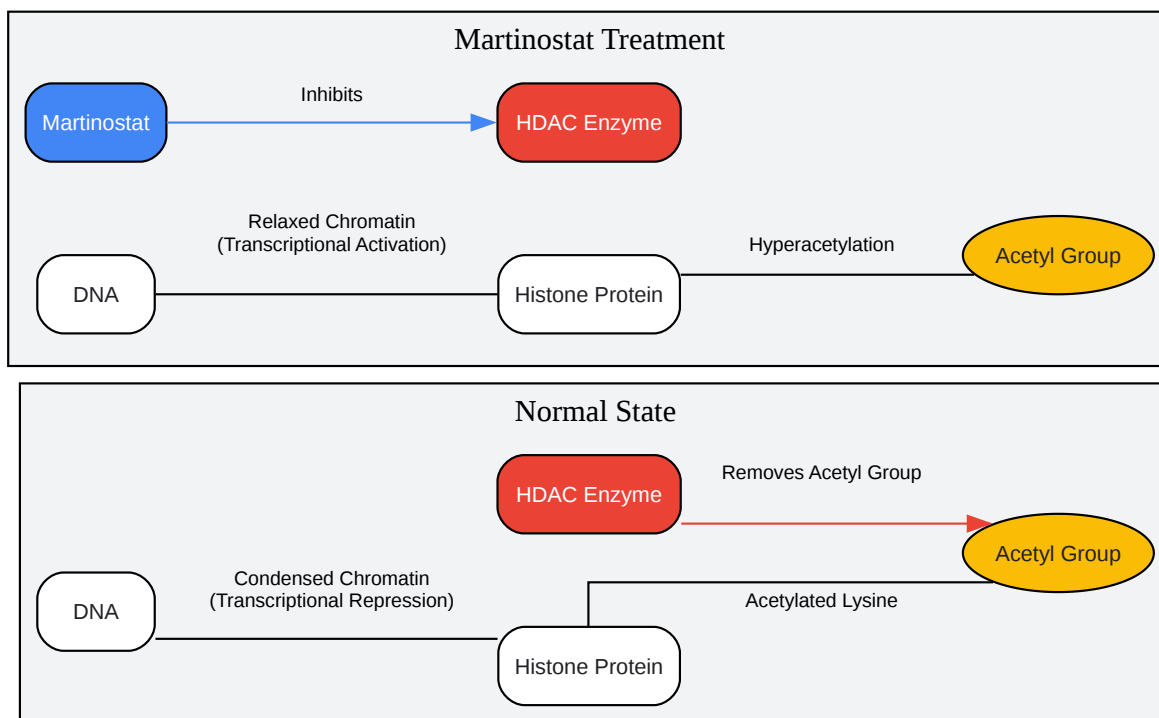 Martinostat Treatment
Inhibits
Martinostat
HDAC Enzyme
Relaxed Chromatin
(Transcriptional Activation)
Hyperacetylation
Acetyl Group
DNA
Histone Protein
Normal State
Removes Acetyl Group
HDAC Enzyme
Acetyl Group
Condensed Chromatin
(Transcriptional Repression)
Acetylated Lysine
DNA
Histone Protein